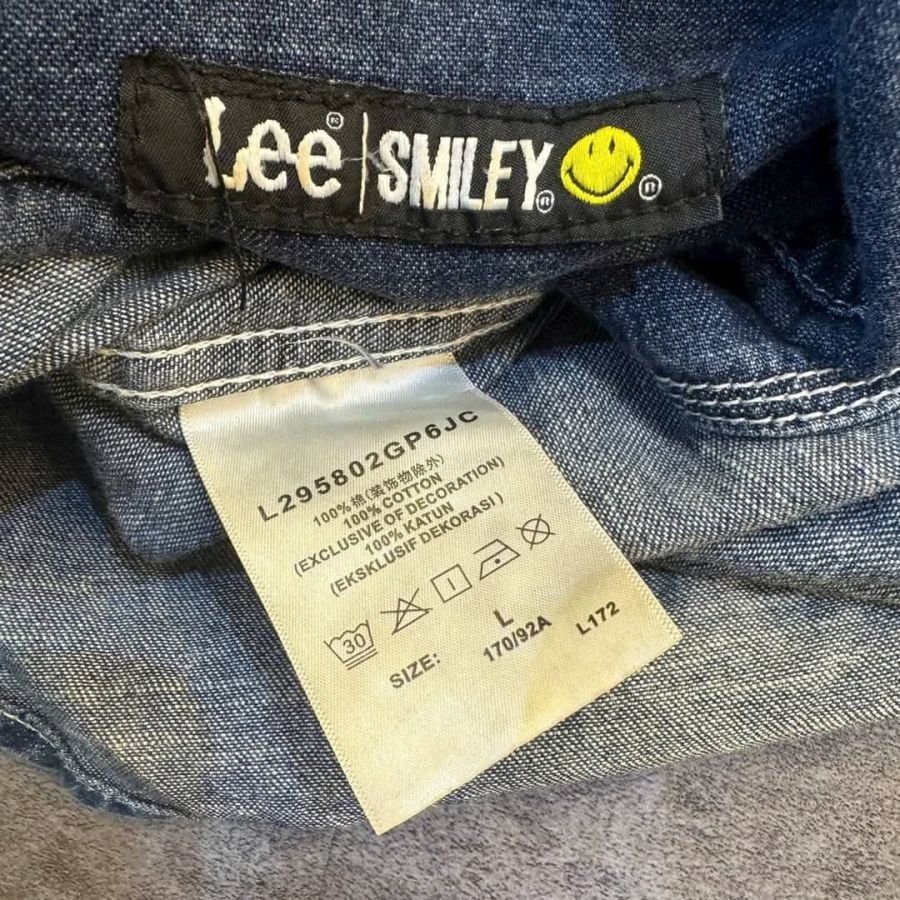 Lee® | SMILEY® ®
L295802GP6JC
100%棉(装饰物除外)
100% COTTON
(EXCLUSIVE OF DECORATION)
100% KATUN
(EKSKLUSIF DEKORASI)
30
SIZE: L
170/92A L172